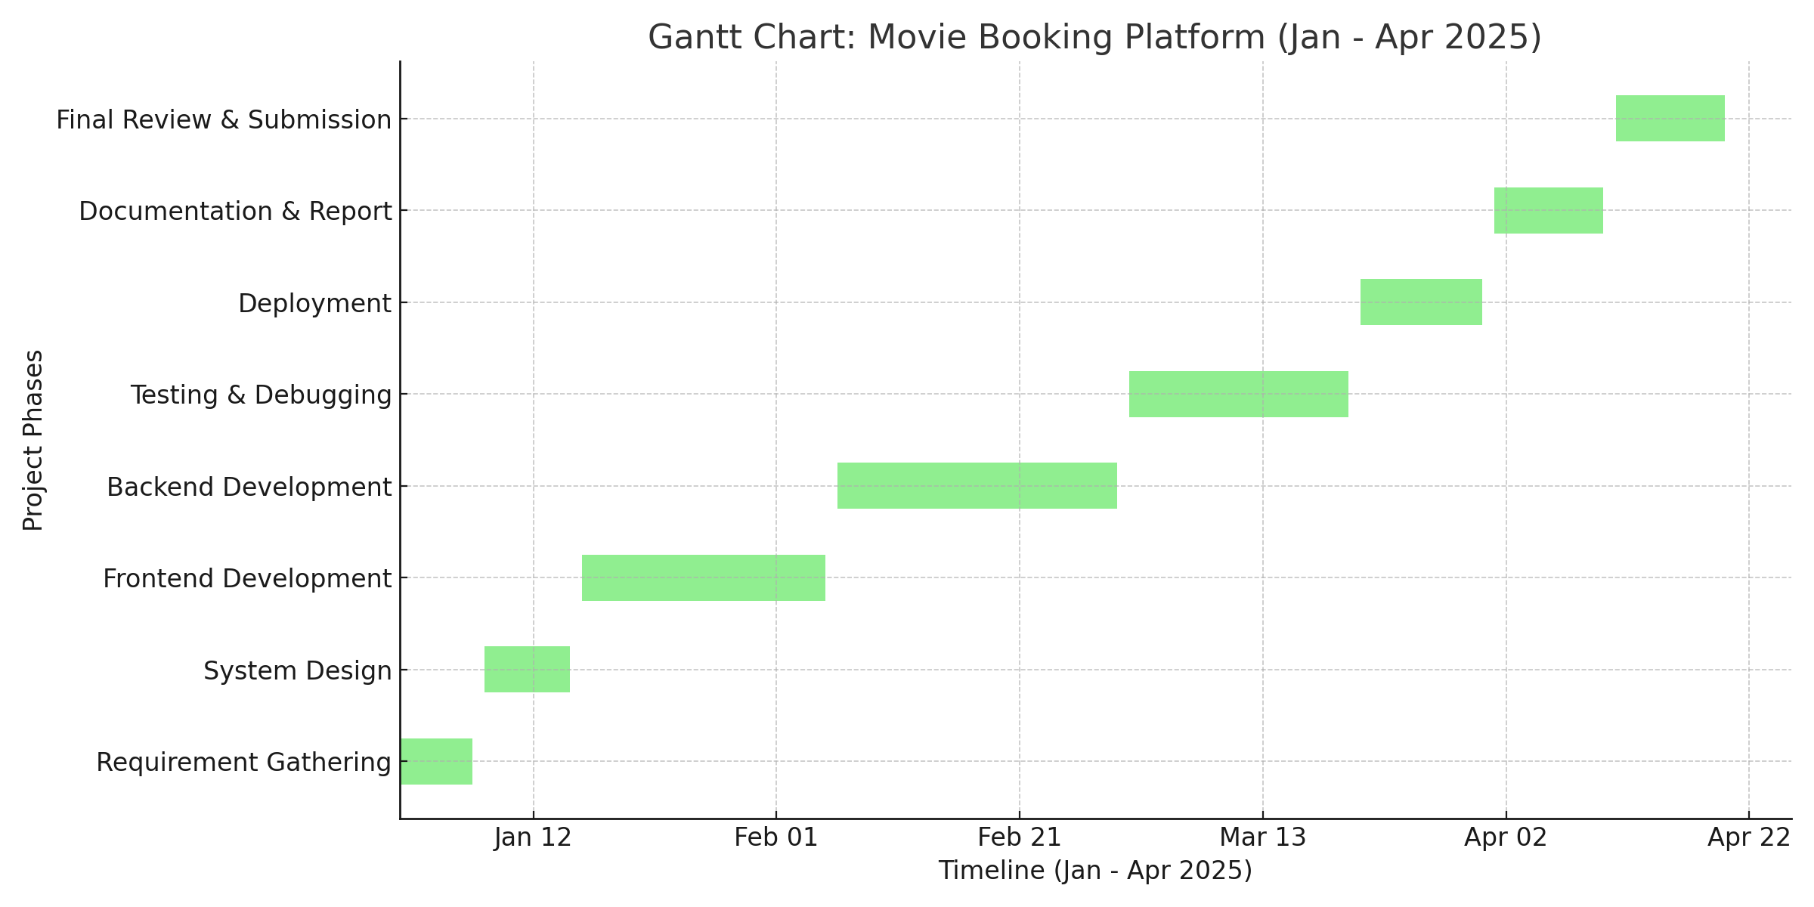 Gantt Chart: Movie Booking Platform (Jan - Apr 2025)
Final Review & Submission
Documentation & Report
Deployment
Testing & Debugging
Backend Development
Frontend Development
System Design
Requirement Gathering
Project Phases
Jan 12 Feb 01 Feb 21 Mar 13 Apr 02 Apr 22
Timeline (Jan - Apr 2025)